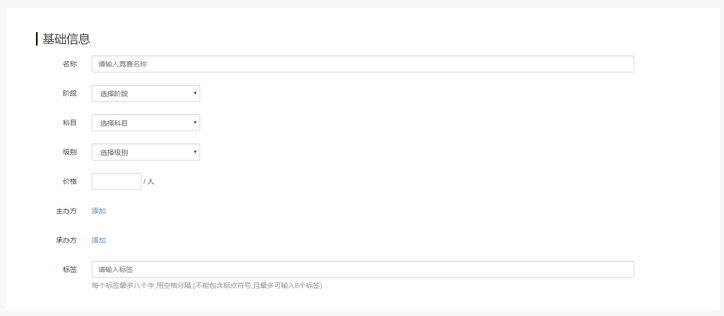 基础信息
名称 请输入竞赛名称
阶段 选择阶段
科目 选择科目
级别 选择级别
价格 / 人
主办方 添加
承办方 添加
标签 请输入标签
每个标签最多八个字,用空格分隔;(不能包含标点符号,且最多可输入8个标签)